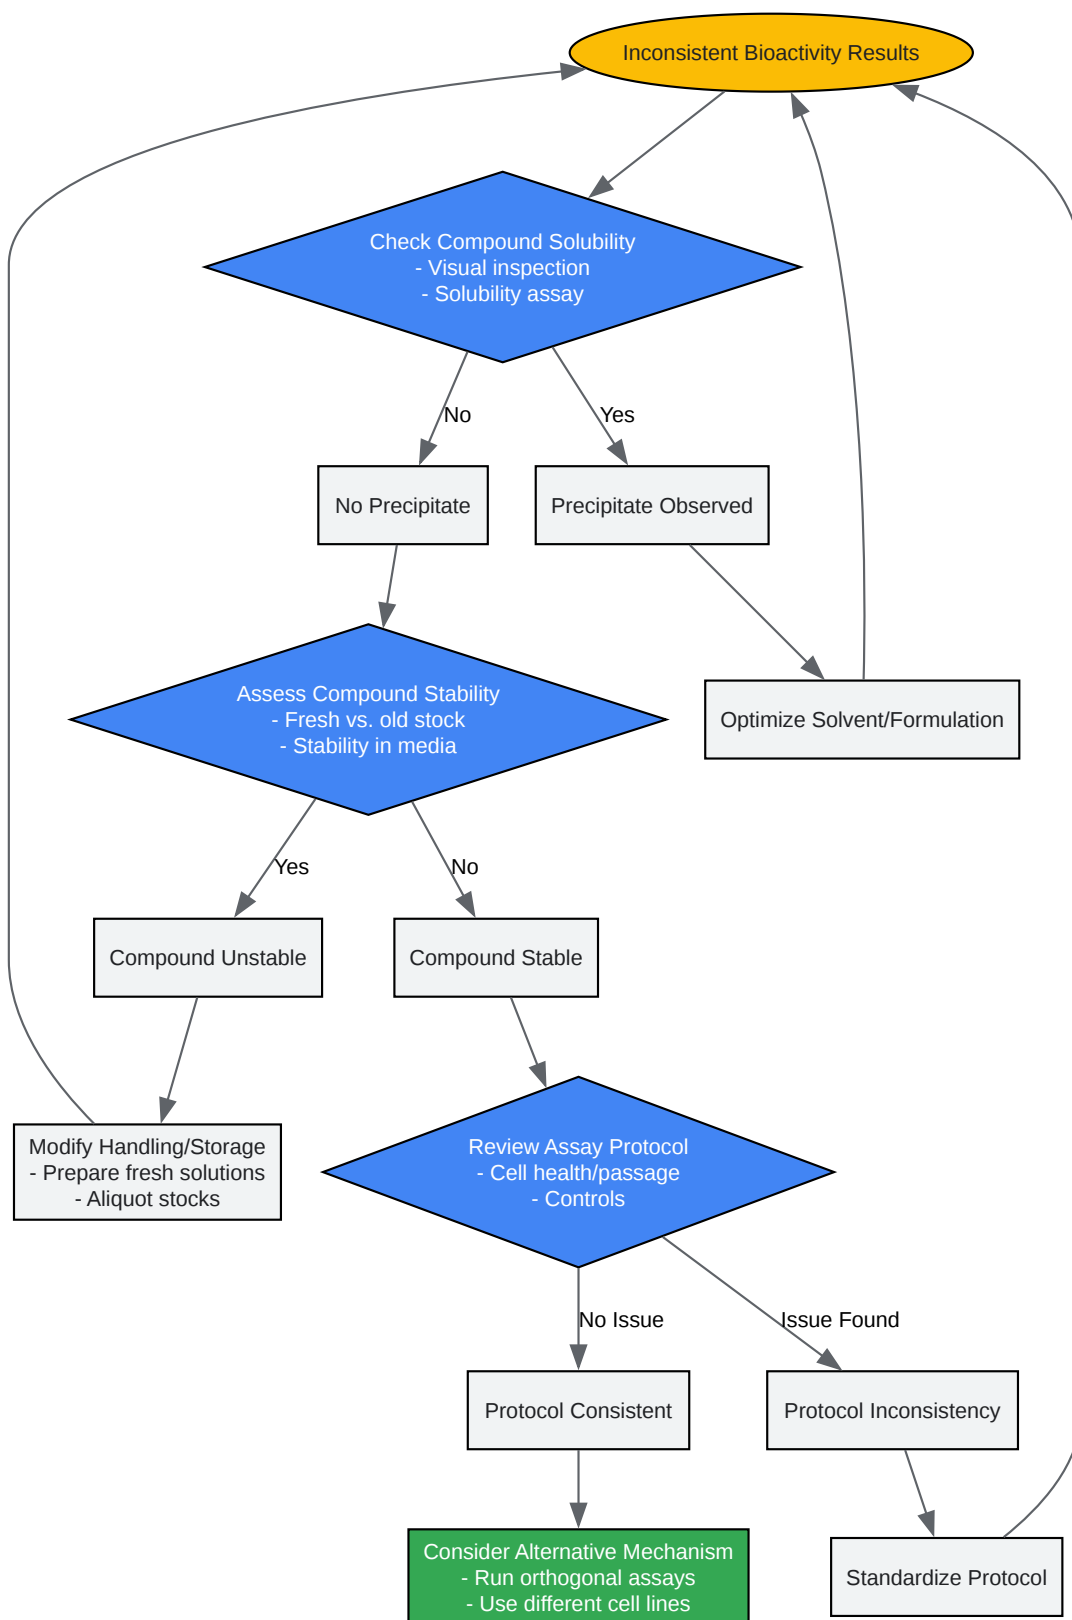 Inconsistent Bioactivity Results
Check Compound Solubility
- Visual inspection
- Solubility assay
No
Yes
No Precipitate
Precipitate Observed
Assess Compound Stability
- Fresh vs. old stock
- Stability in media
Optimize Solvent/Formulation
Yes
No
Compound Unstable
Compound Stable
Modify Handling/Storage
- Prepare fresh solutions
- Aliquot stocks
Review Assay Protocol
- Cell health/passage
- Controls
No Issue
Issue Found
Protocol Consistent
Protocol Inconsistency
Consider Alternative Mechanism
- Run orthogonal assays
- Use different cell lines
Standardize Protocol